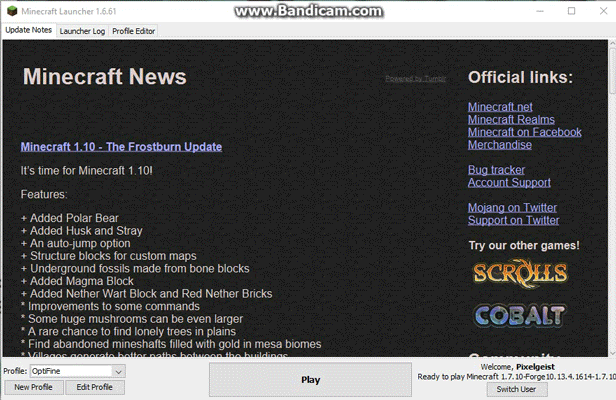 Minecraft Launcher 1.6.61
www.Bandicam.com
Update Notes
Launcher Log
Profile Editor
Minecraft News
Powered by Tumblr
Minecraft 1.10 - The Frostburn Update
It's time for Minecraft 1.10!
Features:
+ Added Polar Bear
+ Added Husk and Stray
+ An auto-jump option
+ Structure blocks for custom maps
+ Underground fossils made from bone blocks
+ Added Magma Block
+ Added Nether Wart Block and Red Nether Bricks
* Improvements to some commands
* Some huge mushrooms can be even larger
* A rare chance to find lonely trees in plains
* Find abandoned mineshafts filled with gold in mesa biomes
* Villages generate better paths between the buildings
Official links:
Minecraft.net
Minecraft Realms
Minecraft on Facebook
Merchandise
Bug tracker
Account Support
Mojang on Twitter
Support on Twitter
Try our other games!
SCROLLS
COBALT
Community
Profile:
OptiFine
New Profile
Edit Profile
Play
Welcome, Pixelgeist
Ready to play Minecraft 1.7.10-Forge10.13.4.1614-1.7.10
Switch User